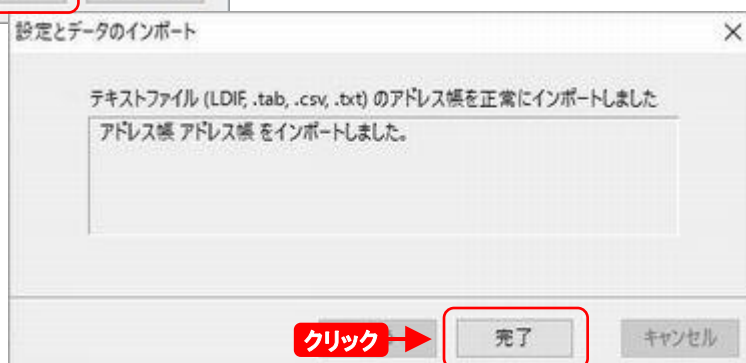 設定とデータのインポート
テキストファイル (LDIF, .tab, .csv, .txt) のアドレス帳を正常にインポートしました
アドレス帳 アドレス帳 をインポートしました。
クリック
完了
キャンセル